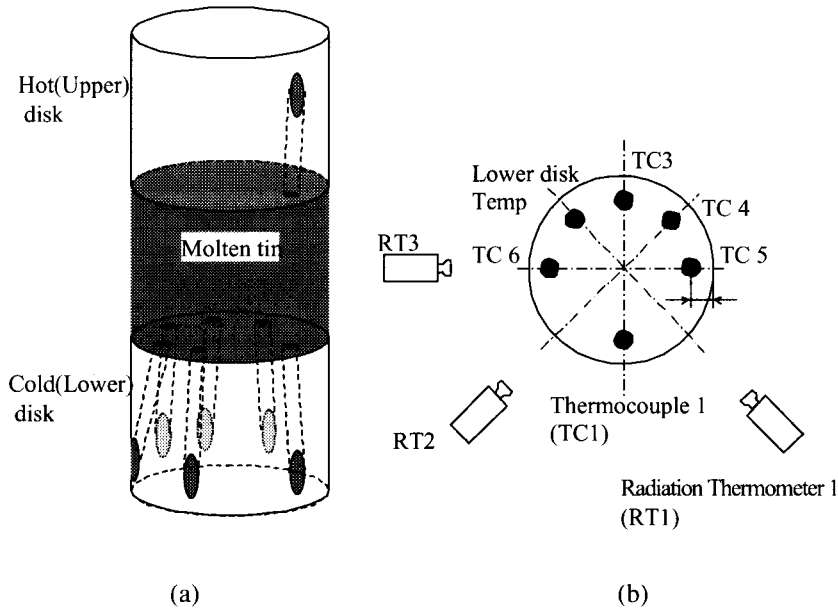 Hot(Upper)
disk
Molten tin
Cold(Lower)
disk
(a)
TC3
Lower disk
Temp
TC 4
RT3
TC 6
TC 5
Thermocouple 1
(TC1)
RT2
Radiation Thermometer 1
(RT1)
(b)